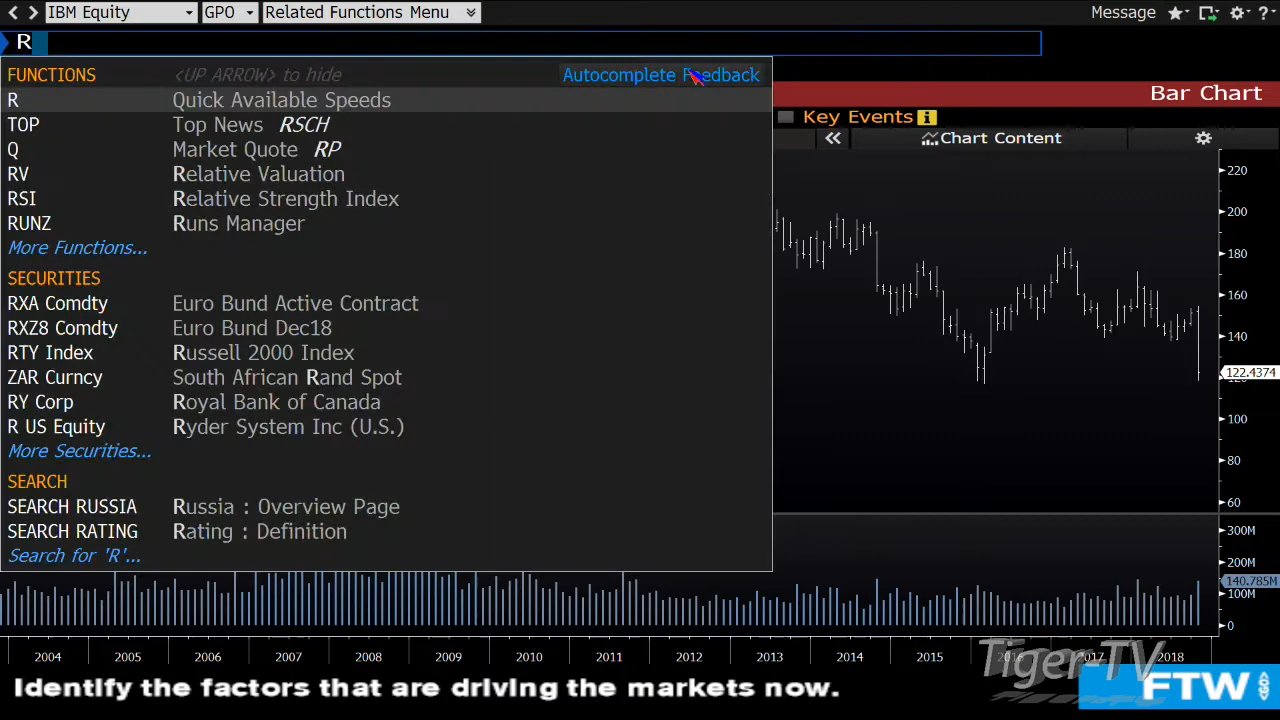 IBM Equity GPO Related Functions Menu Message ?
R
FUNCTIONS <UP ARROW> to hide Autocomplete Feedback
R Quick Available Speeds
Bar Chart
TOP Top News RSCH
Key Events i
Q Market Quote RP
Chart Content
RV Relative Valuation
RSI Relative Strength Index
RUNZ Runs Manager
More Functions...
SECURITIES
RXA Comdty Euro Bund Active Contract
RXZ8 Comdty Euro Bund Dec18
RTY Index Russell 2000 Index
ZAR Curncy South African Rand Spot
RY Corp Royal Bank of Canada
R US Equity Ryder System Inc (U.S.)
More Securities...
SEARCH
SEARCH RUSSIA Russia : Overview Page
SEARCH RATING Rating : Definition
Search for 'R'...
220
200
180
160
140
122.4374
100
80
60
300M
200M
140.785M
100M
0
2004 2005 2006 2007 2008 2009 2010 2011 2012 2013 2014 2015 2016 2017 2018
Tiger-TV
Identify the factors that are driving the markets now.
FTW